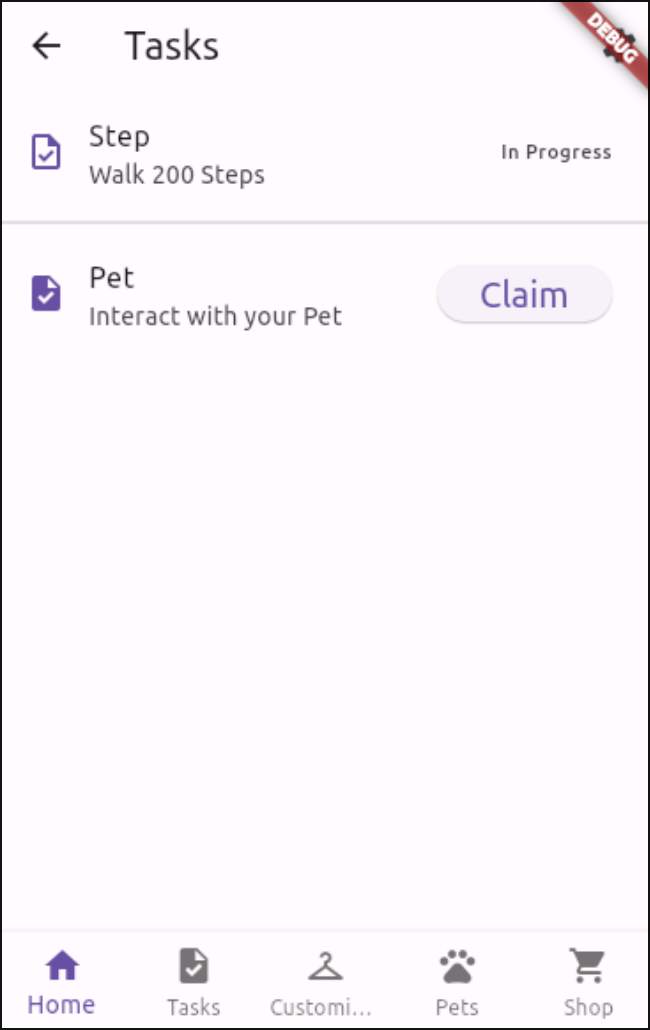 Tasks
DEBUG
Step
Walk 200 Steps
In Progress
Pet
Interact with your Pet
Claim
Home
Tasks
Customi...
Pets
Shop